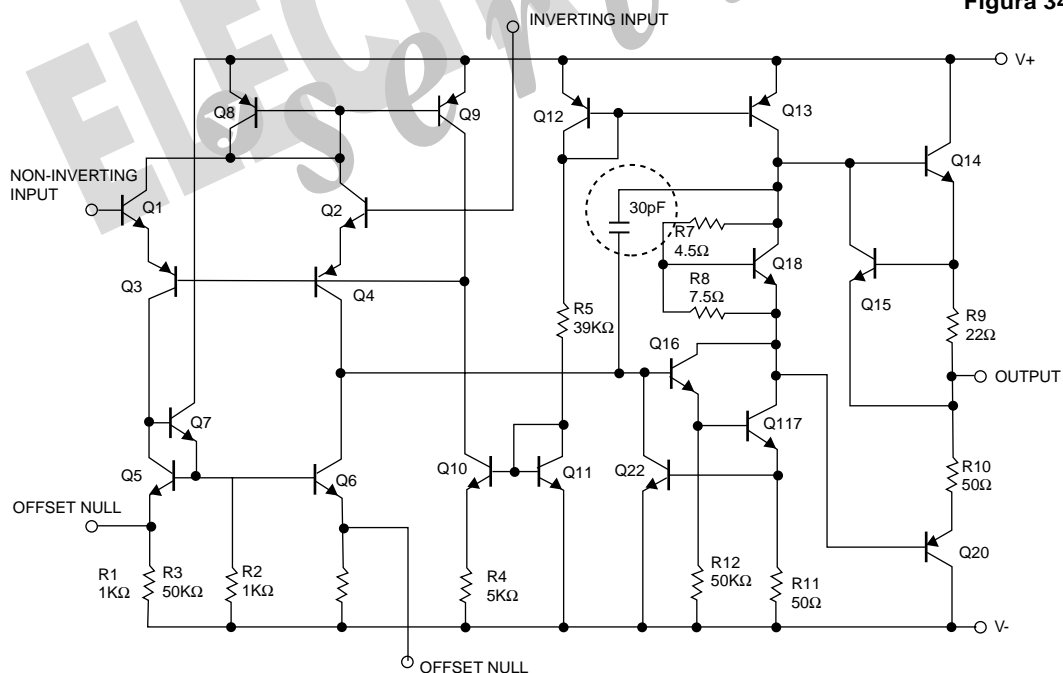 Figura 34
INVERTING INPUT
V+
Q8
Q9
Q12
Q13
Q14
NON-INVERTING
INPUT
Q1
Q2
30pF
R7
4.5Ω
Q18
Q15
Q3
Q4
R8
7.5Ω
R5
39KΩ
R9
22Ω
Q16
OUTPUT
Q7
Q117
Q5
Q6
Q10
Q11
Q22
R10
50Ω
OFFSET NULL
Q20
R1
1KΩ
R3
50KΩ
R2
1KΩ
R4
5KΩ
R12
50KΩ
R11
50Ω
V-
OFFSET NULL